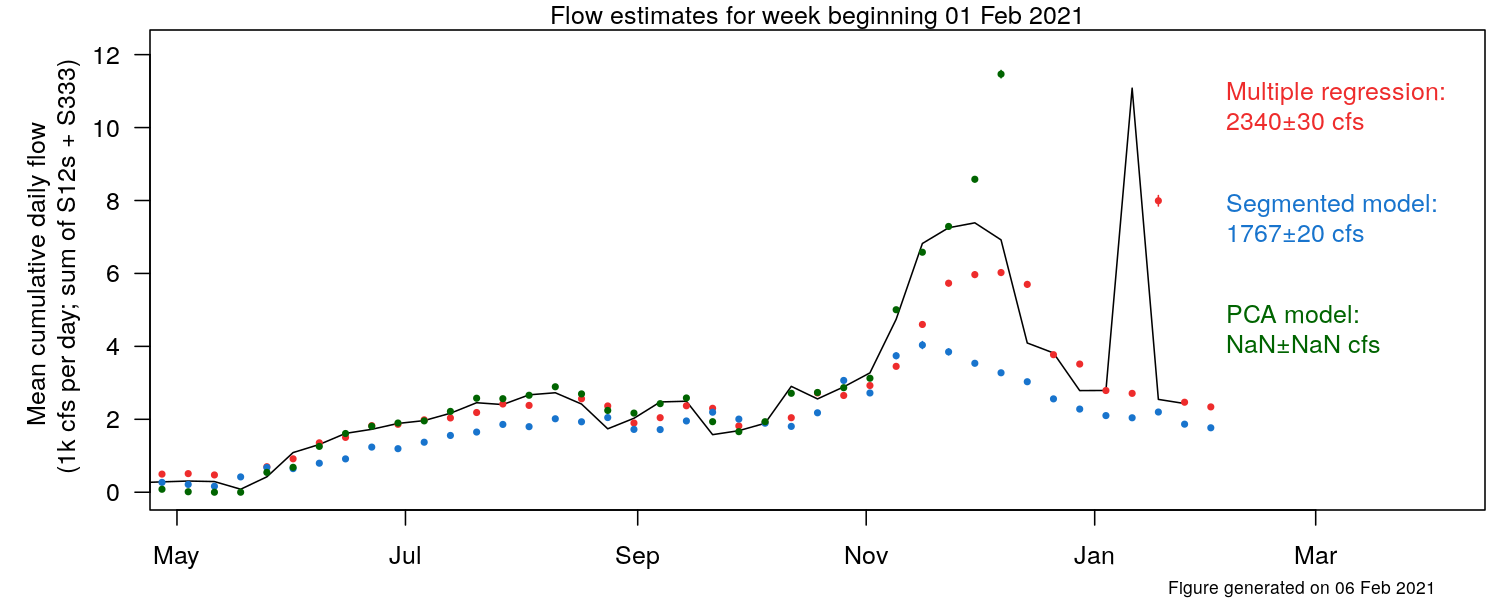 Flow estimates for week beginning 01 Feb 2021
Mean cumulative daily flow
(1k cfs per day; sum of S12s + S333)
12
10
8
6
4
2
0
Multiple regression:
2340±30 cfs
Segmented model:
1767±20 cfs
PCA model:
NaN±NaN cfs
May Jul Sep Nov Jan Mar
Figure generated on 06 Feb 2021